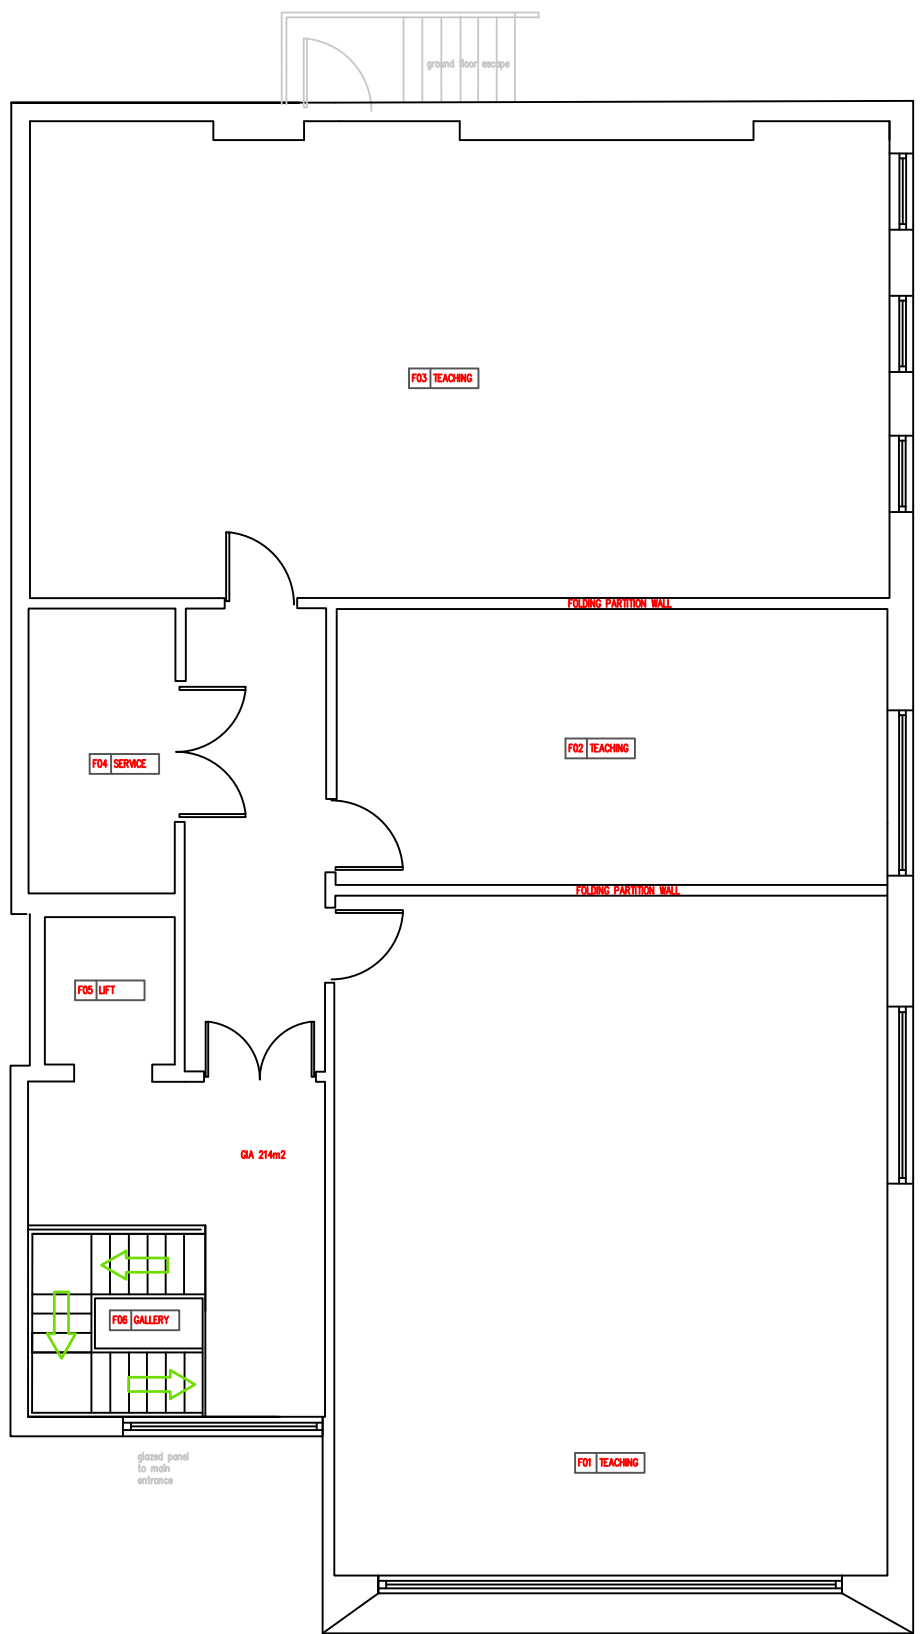 ground floor escape
F03 TEACHING
FOLDING PARTITION WALL
F02 TEACHING
F04 SERVICE
FOLDING PARTITION WALL
F05 LIFT
GIA 214m2
F06 GALLERY
glazed panel
to main
entrance
F01 TEACHING